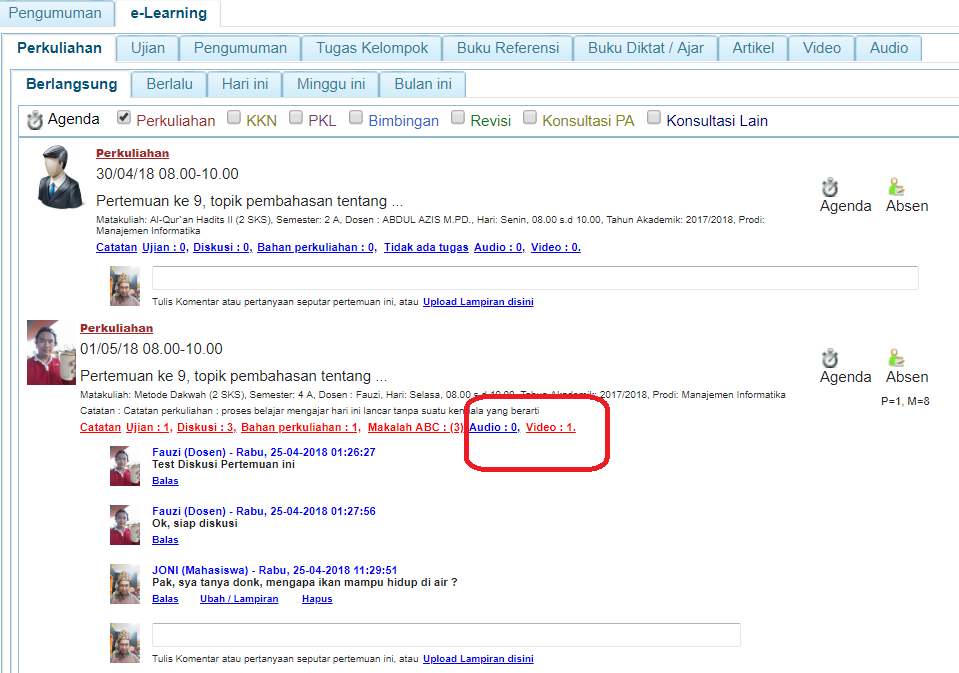 Pengumuman e-Learning
Perkuliahan Ujian Pengumuman Tugas Kelompok Buku Referensi Buku Diktat / Ajar Artikel Video Audio
Berlangsung Berlalu Hari ini Minggu ini Bulan ini
Agenda Perkuliahan KKN PKL Bimbingan Revisi Konsultasi PA Konsultasi Lain
Perkuliahan
30/04/18 08.00-10.00
Pertemuan ke 9, topik pembahasan tentang ...
Agenda Absen
Matakuliah: Al-Qur`an Hadits II (2 SKS), Semester: 2 A, Dosen : ABDUL AZIS M.PD., Hari: Senin, 08.00 s.d 10.00, Tahun Akademik: 2017/2018, Prodi:
Manajemen Informatika
Catatan Ujian : 0, Diskusi : 0, Bahan perkuliahan : 0, Tidak ada tugas Audio : 0, Video : 0.
Tulis Komentar atau pertanyaan seputar pertemuan ini, atau Upload Lampiran disini
Perkuliahan
01/05/18 08.00-10.00
Pertemuan ke 9, topik pembahasan tentang ...
Agenda Absen
Matakuliah: Metode Dakwah (2 SKS), Semester: 4 A, Dosen : Fauzi, Hari: Selasa, 08.00 s.d 10.00, Tahun Akademik: 2017/2018, Prodi: Manajemen Informatika
P=1, M=8
Catatan : Catatan perkuliahan : proses belajar mengajar hari ini lancar tanpa suatu kendala yang berarti
Catatan Ujian : 1, Diskusi : 3, Bahan perkuliahan : 1, Makalah ABC : (3) Audio : 0, Video : 1.
Fauzi (Dosen) - Rabu, 25-04-2018 01:26:27
Test Diskusi Pertemuan ini
Balas
Fauzi (Dosen) - Rabu, 25-04-2018 01:27:56
Ok, siap diskusi
Balas
JONI (Mahasiswa) - Rabu, 25-04-2018 11:29:51
Pak, sya tanya donk, mengapa ikan mampu hidup di air ?
Balas Ubah / Lampiran Hapus
Tulis Komentar atau pertanyaan seputar pertemuan ini, atau Upload Lampiran disini